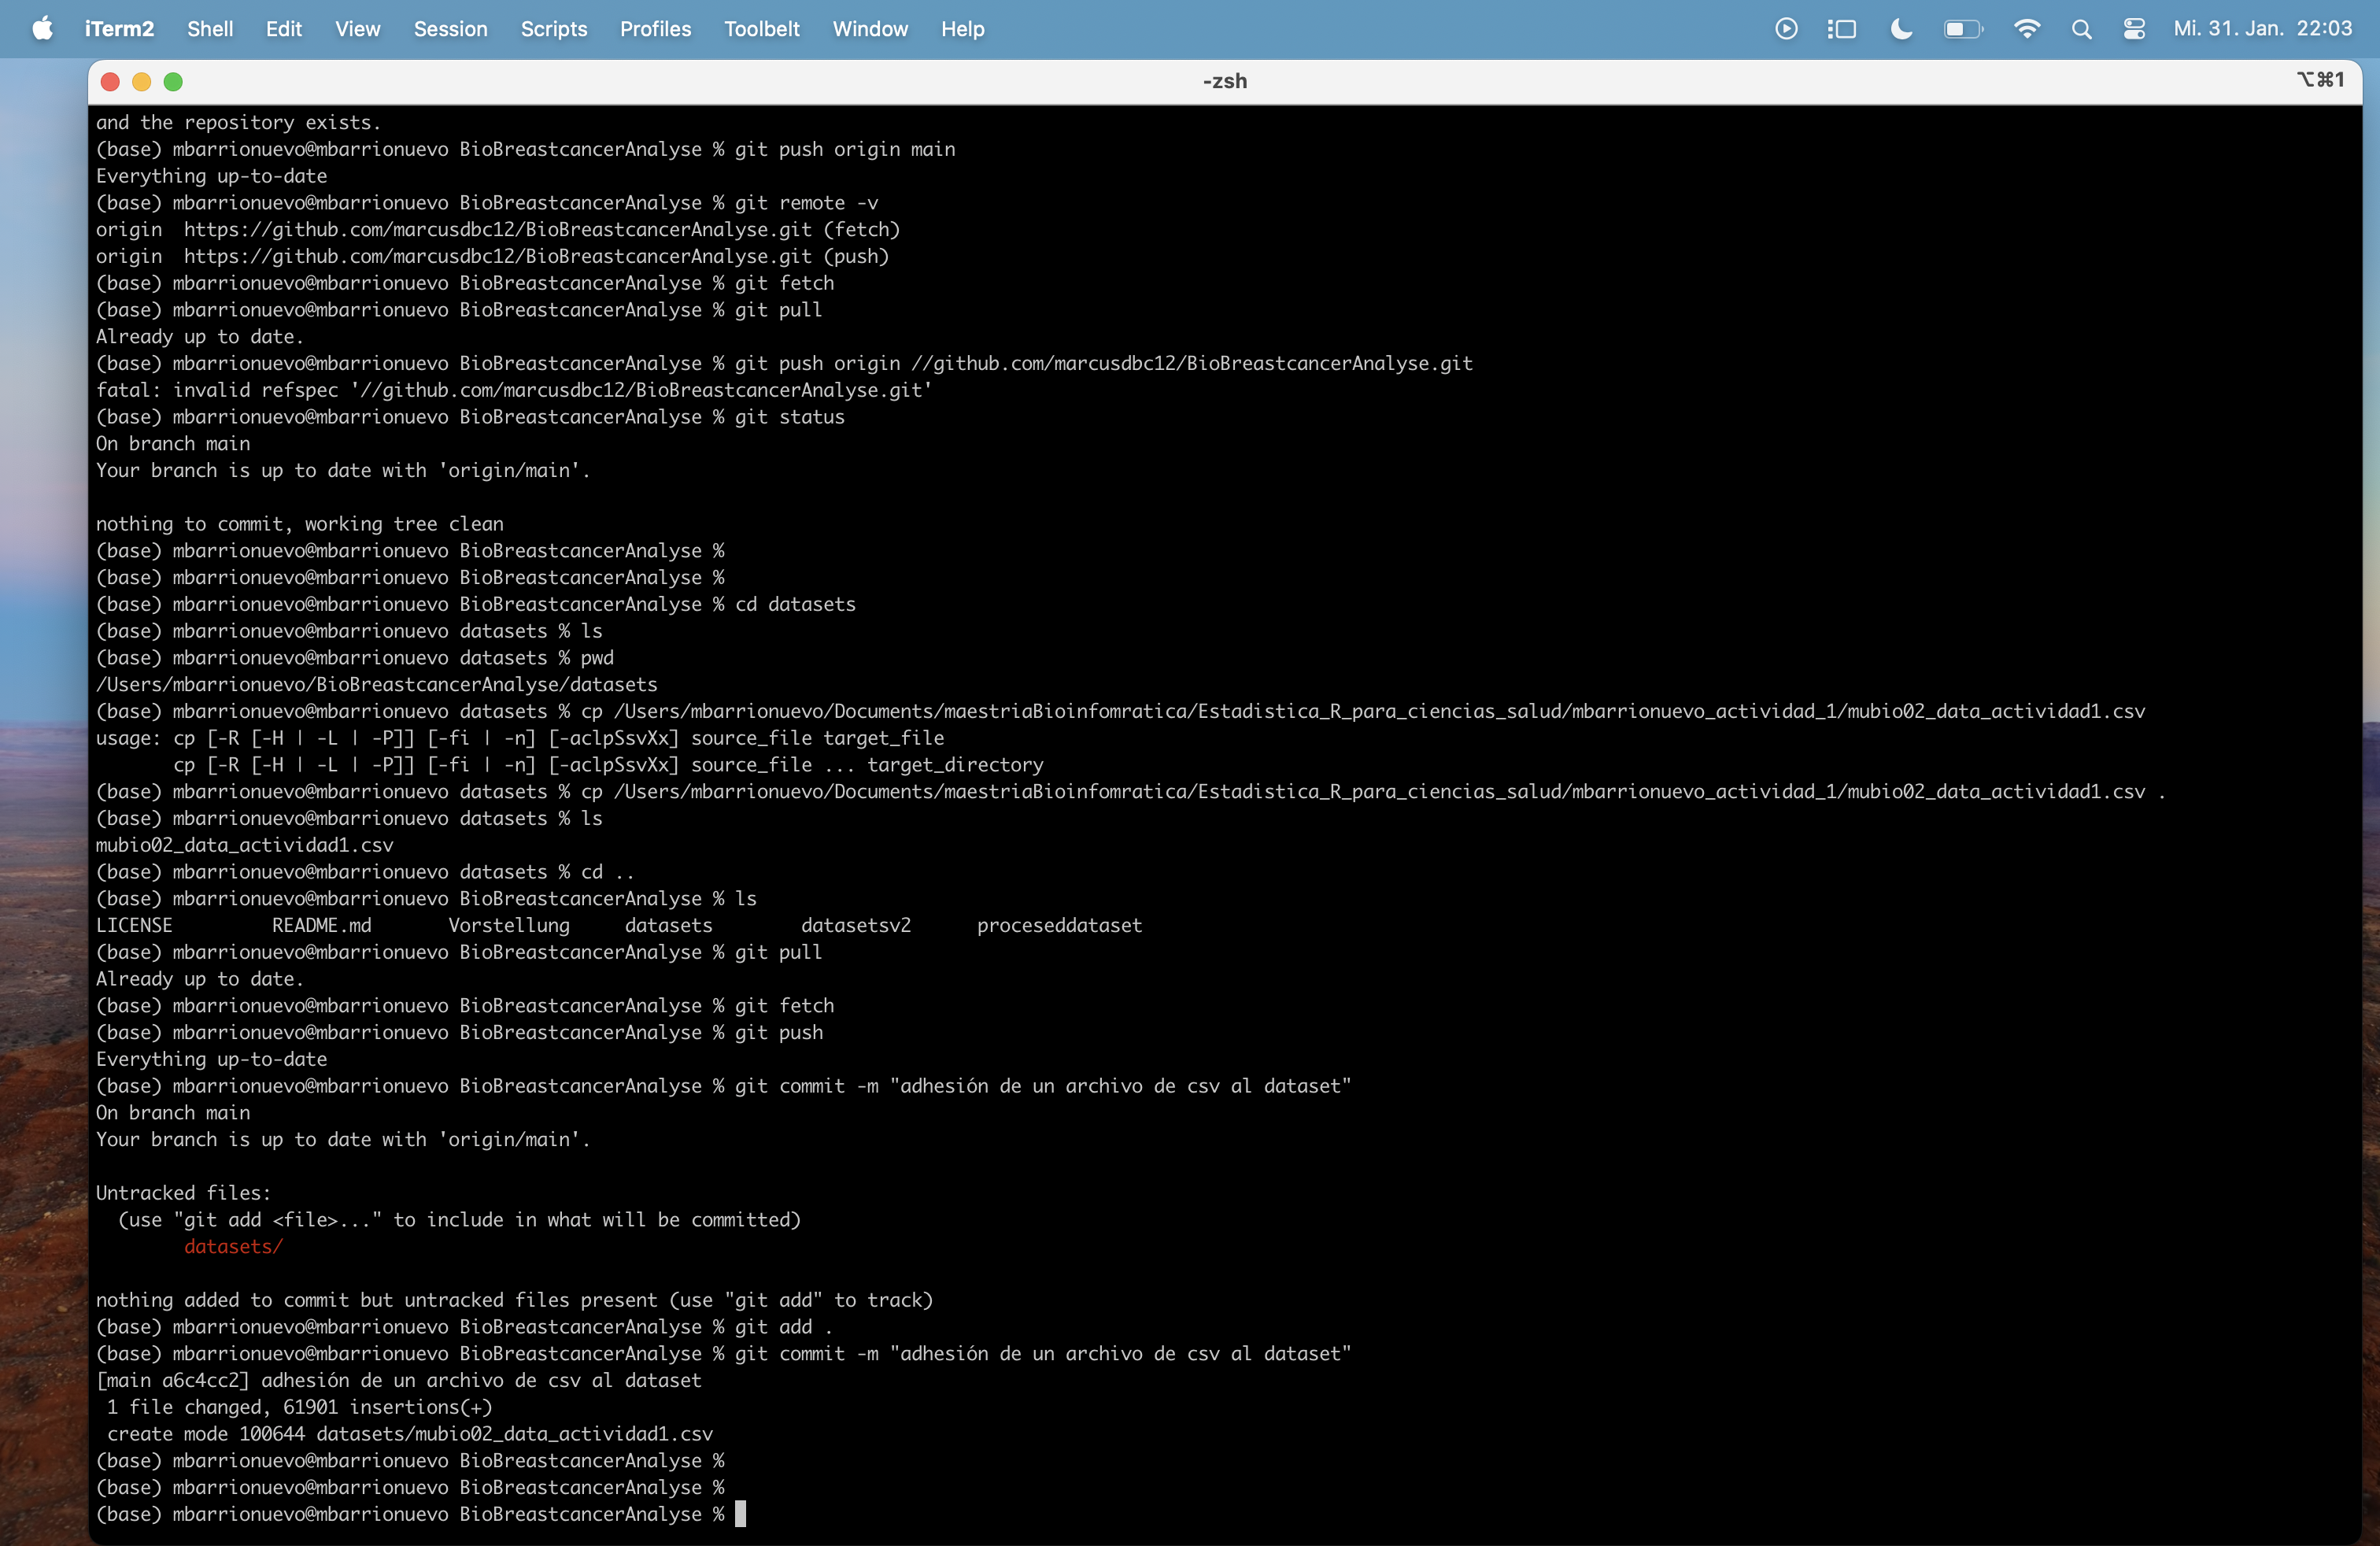 iTerm2 Shell Edit View Session Scripts Profiles Toolbelt Window Help Mi. 31. Jan. 22:03
-zsh ⌥⌘1
and the repository exists.
(base) mbarrionuevo@mbarrionuevo BioBreastcancerAnalyse % git push origin main
Everything up-to-date
(base) mbarrionuevo@mbarrionuevo BioBreastcancerAnalyse % git remote -v
origin  https://github.com/marcusdbc12/BioBreastcancerAnalyse.git (fetch)
origin  https://github.com/marcusdbc12/BioBreastcancerAnalyse.git (push)
(base) mbarrionuevo@mbarrionuevo BioBreastcancerAnalyse % git fetch
(base) mbarrionuevo@mbarrionuevo BioBreastcancerAnalyse % git pull
Already up to date.
(base) mbarrionuevo@mbarrionuevo BioBreastcancerAnalyse % git push origin //github.com/marcusdbc12/BioBreastcancerAnalyse.git
fatal: invalid refspec '//github.com/marcusdbc12/BioBreastcancerAnalyse.git'
(base) mbarrionuevo@mbarrionuevo BioBreastcancerAnalyse % git status
On branch main
Your branch is up to date with 'origin/main'.
nothing to commit, working tree clean
(base) mbarrionuevo@mbarrionuevo BioBreastcancerAnalyse %
(base) mbarrionuevo@mbarrionuevo BioBreastcancerAnalyse %
(base) mbarrionuevo@mbarrionuevo BioBreastcancerAnalyse % cd datasets
(base) mbarrionuevo@mbarrionuevo datasets % ls
(base) mbarrionuevo@mbarrionuevo datasets % pwd
/Users/mbarrionuevo/BioBreastcancerAnalyse/datasets
(base) mbarrionuevo@mbarrionuevo datasets % cp /Users/mbarrionuevo/Documents/maestriaBioinfomratica/Estadistica_R_para_ciencias_salud/mbarrionuevo_actividad_1/mubio02_data_actividad1.csv
usage: cp [-R [-H | -L | -P]] [-fi | -n] [-aclpSsvXx] source_file target_file
       cp [-R [-H | -L | -P]] [-fi | -n] [-aclpSsvXx] source_file ... target_directory
(base) mbarrionuevo@mbarrionuevo datasets % cp /Users/mbarrionuevo/Documents/maestriaBioinfomratica/Estadistica_R_para_ciencias_salud/mbarrionuevo_actividad_1/mubio02_data_actividad1.csv .
(base) mbarrionuevo@mbarrionuevo datasets % ls
mubio02_data_actividad1.csv
(base) mbarrionuevo@mbarrionuevo datasets % cd ..
(base) mbarrionuevo@mbarrionuevo BioBreastcancerAnalyse % ls
LICENSE         README.md       Vorstellung     datasets        datasetsv2      proceseddataset
(base) mbarrionuevo@mbarrionuevo BioBreastcancerAnalyse % git pull
Already up to date.
(base) mbarrionuevo@mbarrionuevo BioBreastcancerAnalyse % git fetch
(base) mbarrionuevo@mbarrionuevo BioBreastcancerAnalyse % git push
Everything up-to-date
(base) mbarrionuevo@mbarrionuevo BioBreastcancerAnalyse % git commit -m "adhesión de un archivo de csv al dataset"
On branch main
Your branch is up to date with 'origin/main'.
Untracked files:
  (use "git add <file>..." to include in what will be committed)
        datasets/
nothing added to commit but untracked files present (use "git add" to track)
(base) mbarrionuevo@mbarrionuevo BioBreastcancerAnalyse % git add .
(base) mbarrionuevo@mbarrionuevo BioBreastcancerAnalyse % git commit -m "adhesión de un archivo de csv al dataset"
[main a6c4cc2] adhesión de un archivo de csv al dataset
 1 file changed, 61901 insertions(+)
 create mode 100644 datasets/mubio02_data_actividad1.csv
(base) mbarrionuevo@mbarrionuevo BioBreastcancerAnalyse %
(base) mbarrionuevo@mbarrionuevo BioBreastcancerAnalyse %
(base) mbarrionuevo@mbarrionuevo BioBreastcancerAnalyse %